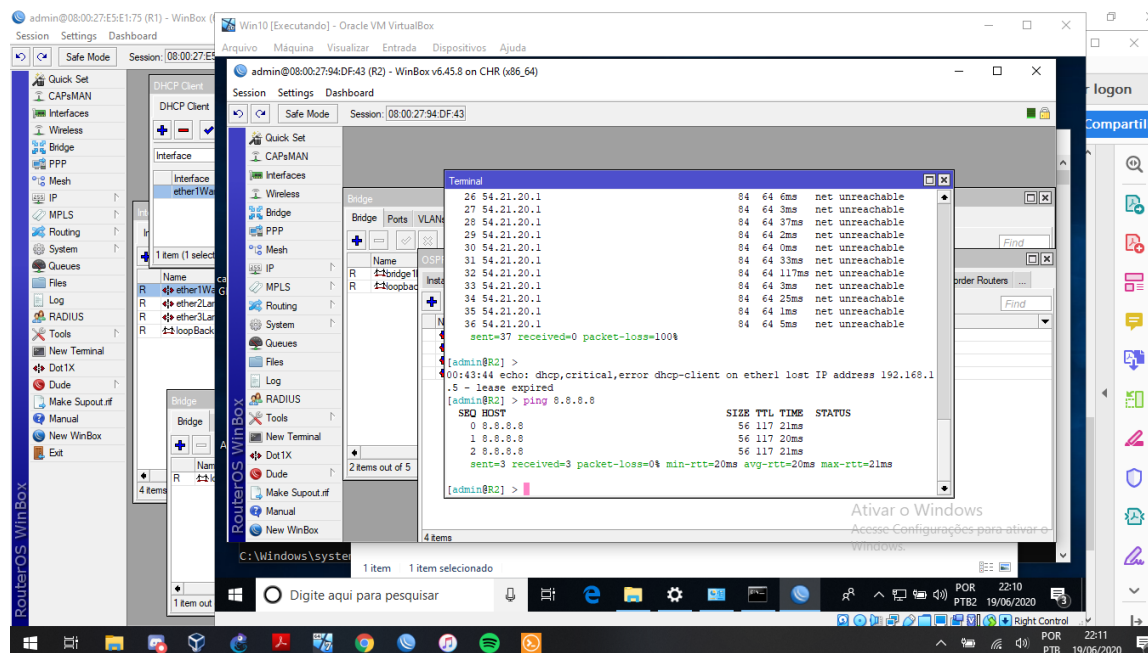 admin@08:00:27:E5:E1:75 (R1) - WinBox (
Session Settings Dashboard
Safe Mode Session: 08:00:27:E5
Quick Set
CAPsMAN
Interfaces
Wireless
Bridge
PPP
Mesh
IP
MPLS
Routing
System
Queues
Files
Log
RADIUS
Tools
New Terminal
Dot1X
Dude
Make Supout.rif
Manual
New WinBox
Exit
RouterOS WinBox
DHCP Client
DHCP Client
Interface
Interface
ether1Wa
1 item (1 select
Name
R ether1Wa
R ether2Lar
R ether3Lar
R loopBack
4 items
Bridge
Bridge
Nam
R
1 item out
Win10 [Executando] - Oracle VM VirtualBox
Arquivo Máquina Visualizar Entrada Dispositivos Ajuda
admin@08:00:27:94:DF:43 (R2) - WinBox v6.45.8 on CHR (x86_64)
Session Settings Dashboard
Safe Mode Session: 08:00:27:94:DF:43
Quick Set
CAPsMAN
Interfaces
Wireless
Bridge
PPP
Mesh
IP
MPLS
Routing
System
Queues
Files
Log
RADIUS
Tools
New Terminal
Dot1X
Dude
Make Supout.rif
Manual
New WinBox
RouterOS WinBox
Bridge
Bridge Ports VLANs
Find
Name
R bridge1
R loopbac
2 items out of 5
OSPF
Insta
order Routers ...
Find
4 items
Terminal
26 54.21.20.1 84 64 6ms net unreachable
27 54.21.20.1 84 64 3ms net unreachable
28 54.21.20.1 84 64 37ms net unreachable
29 54.21.20.1 84 64 2ms net unreachable
30 54.21.20.1 84 64 0ms net unreachable
31 54.21.20.1 84 64 33ms net unreachable
32 54.21.20.1 84 64 117ms net unreachable
33 54.21.20.1 84 64 3ms net unreachable
34 54.21.20.1 84 64 25ms net unreachable
35 54.21.20.1 84 64 1ms net unreachable
36 54.21.20.1 84 64 5ms net unreachable
sent=37 received=0 packet-loss=100%
[admin@R2] >
00:43:44 echo: dhcp,critical,error dhcp-client on ether1 lost IP address 192.168.1
.5 - lease expired
[admin@R2] > ping 8.8.8.8
SEQ HOST SIZE TTL TIME STATUS
0 8.8.8.8 56 117 21ms
1 8.8.8.8 56 117 20ms
2 8.8.8.8 56 117 21ms
sent=3 received=3 packet-loss=0% min-rtt=20ms avg-rtt=20ms max-rtt=21ms
[admin@R2] >
Ativar o Windows
Acesse Configurações para ativar o
Windows.
C:\Windows\syste
1 item 1 item selecionado
Digite aqui para pesquisar
POR
PTB2
22:10
19/06/2020
3
Right Control
r logon
Compartil
POR
PTB
22:11
19/06/2020